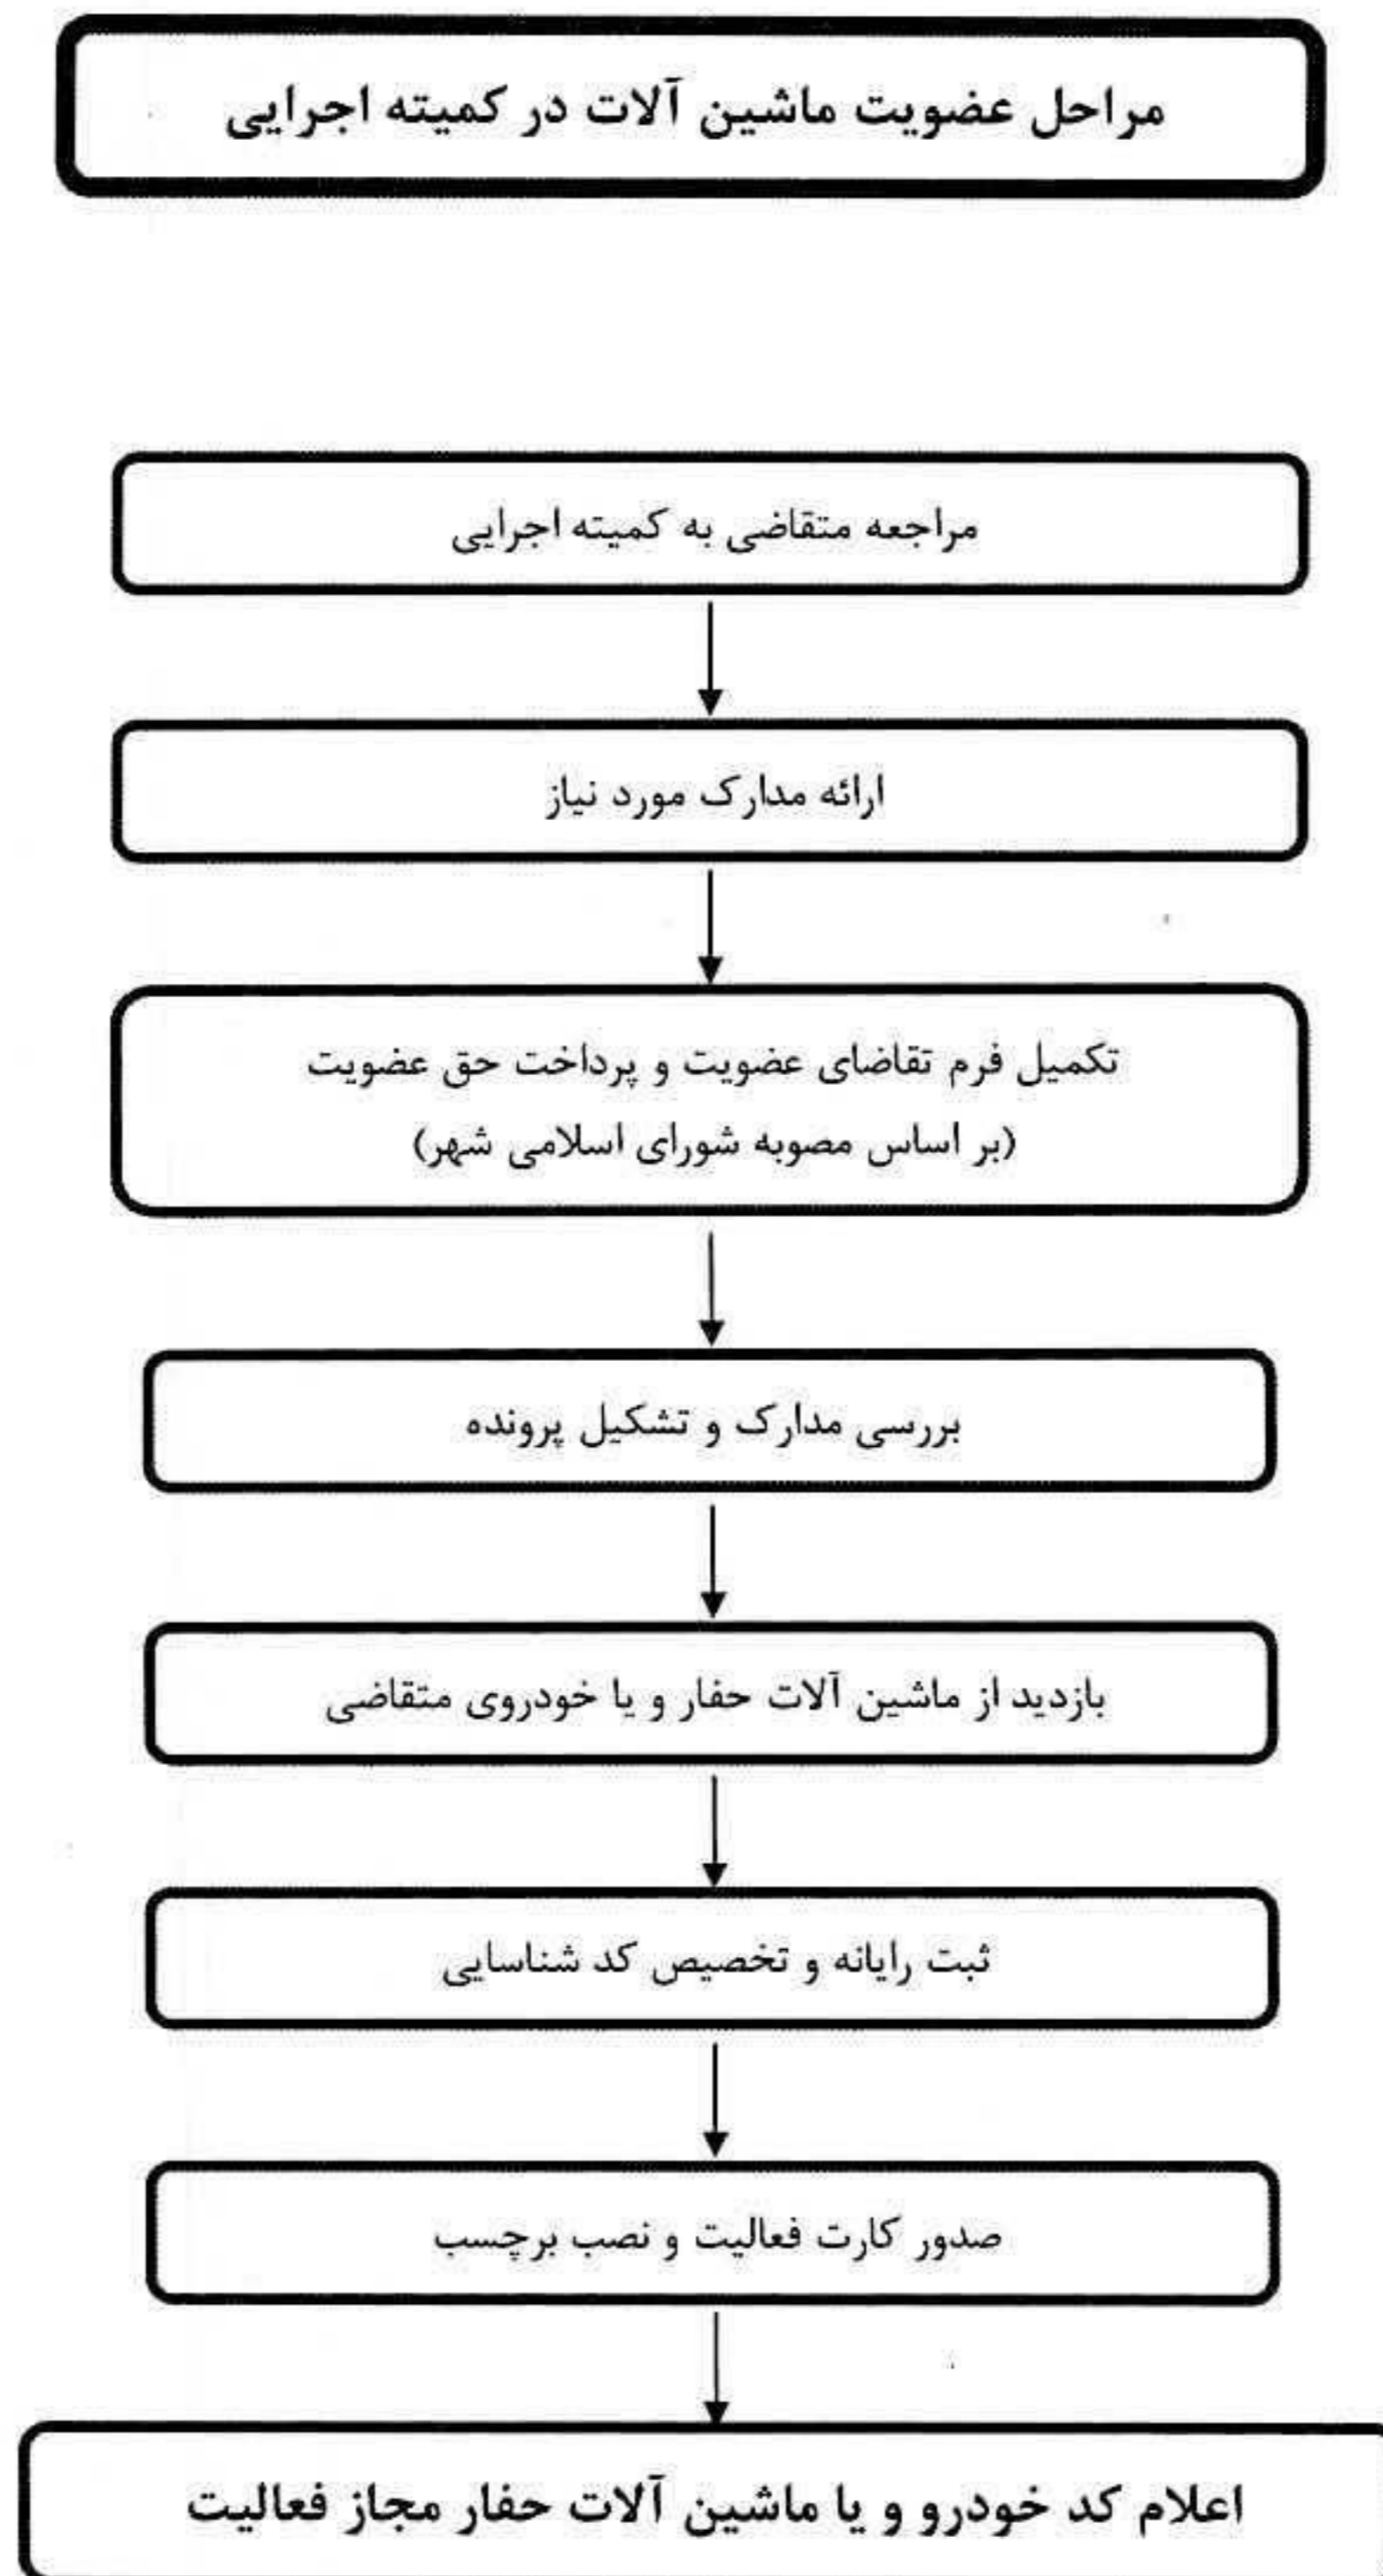 مراحل عضویت ماشین آلات در کمیته اجرایی
مراجعه متقاضی به کمیته اجرایی
ارائه مدارک مورد نیاز
تکمیل فرم تقاضای عضویت و پرداخت حق عضویت
(بر اساس مصوبه شورای اسلامی شهر)
بررسی مدارک و تشکیل پرونده
بازدید از ماشین آلات حفار و یا خودروی متقاضی
ثبت رایانه و تخصیص کد شناسایی
صدور کارت فعالیت و نصب برچسب
اعلام کد خودرو و یا ماشین آلات حفار مجاز فعالیت